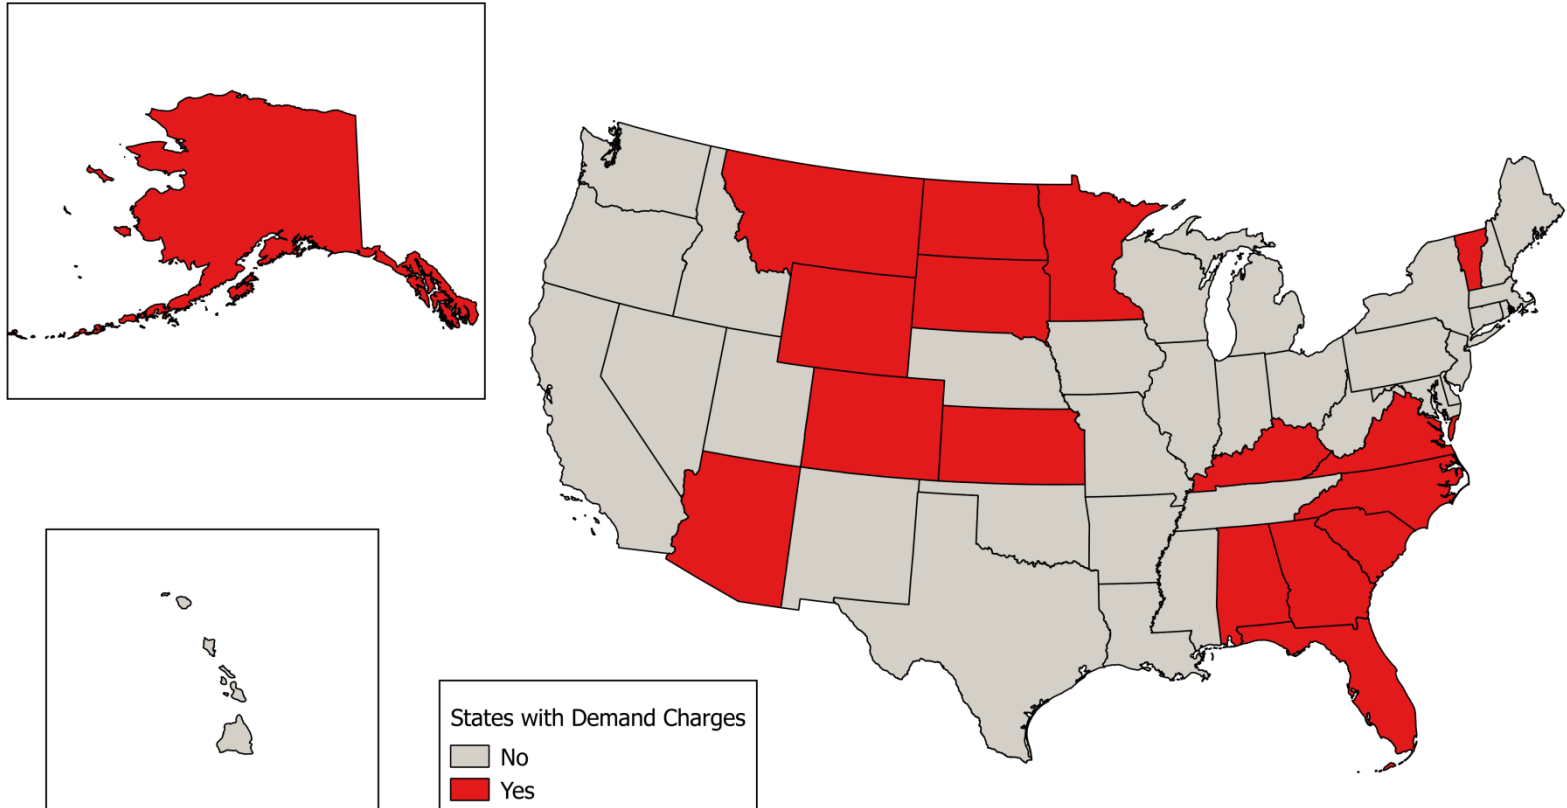 States with Demand Charges
No
Yes